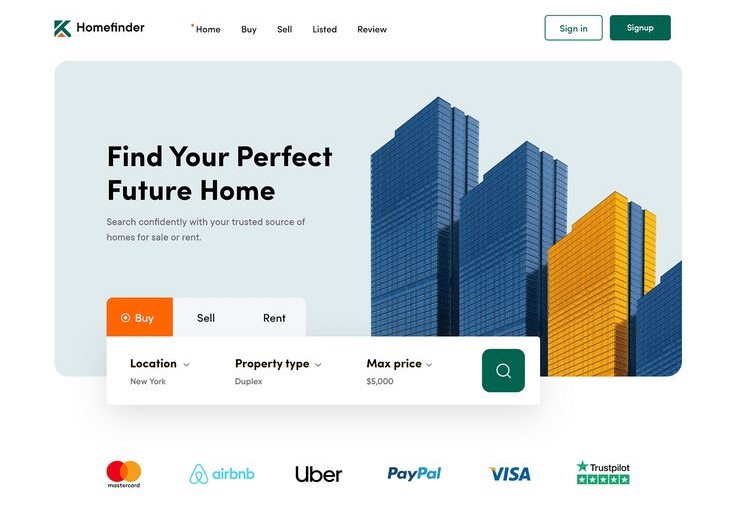 Homefinder
Home Buy Sell Listed Review
Sign in
Signup
Find Your Perfect
Future Home
Search confidently with your trusted source of
homes for sale or rent.
Buy Sell Rent
Location Property type Max price
New York Duplex $5,000
mastercard
airbnb
Uber
PayPal
VISA
Trustpilot